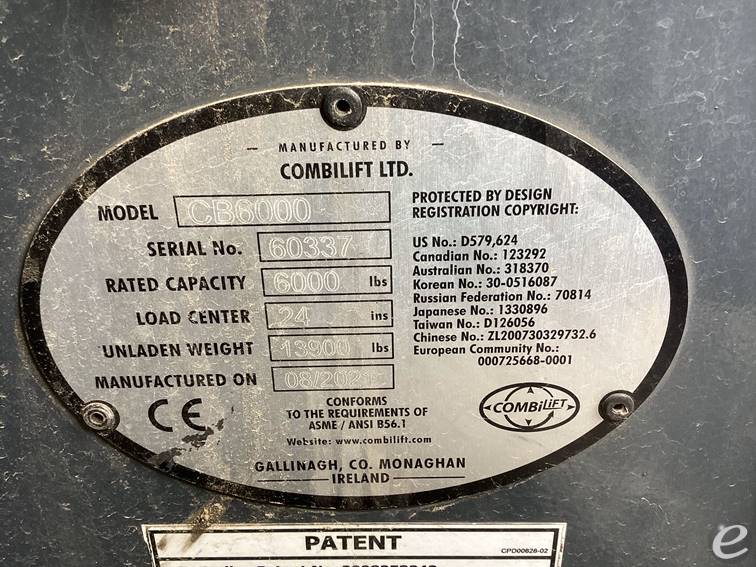 MANUFACTURED BY
COMBILIFT LTD.
MODEL CB6000
SERIAL No. 60337
RATED CAPACITY 6000 lbs
LOAD CENTER 24 ins
UNLADEN WEIGHT 13900 lbs
MANUFACTURED ON
PROTECTED BY DESIGN
REGISTRATION COPYRIGHT:
US No.: D579,624
Canadian No.: 123292
Australian No.: 318370
Korean No.: 30-0516087
Russian Federation No.: 70814
Japanese No.: 1330896
Taiwan No.: D126056
Chinese No.: ZL200730329732.6
European Community No.:
000725668-0001
CE
CONFORMS
TO THE REQUIREMENTS OF
ASME / ANSI B56.1
Website: www.combilift.com
COMBiLiFT
GALLINAGH, CO. MONAGHAN
IRELAND
PATENT
CPD00828-02
e